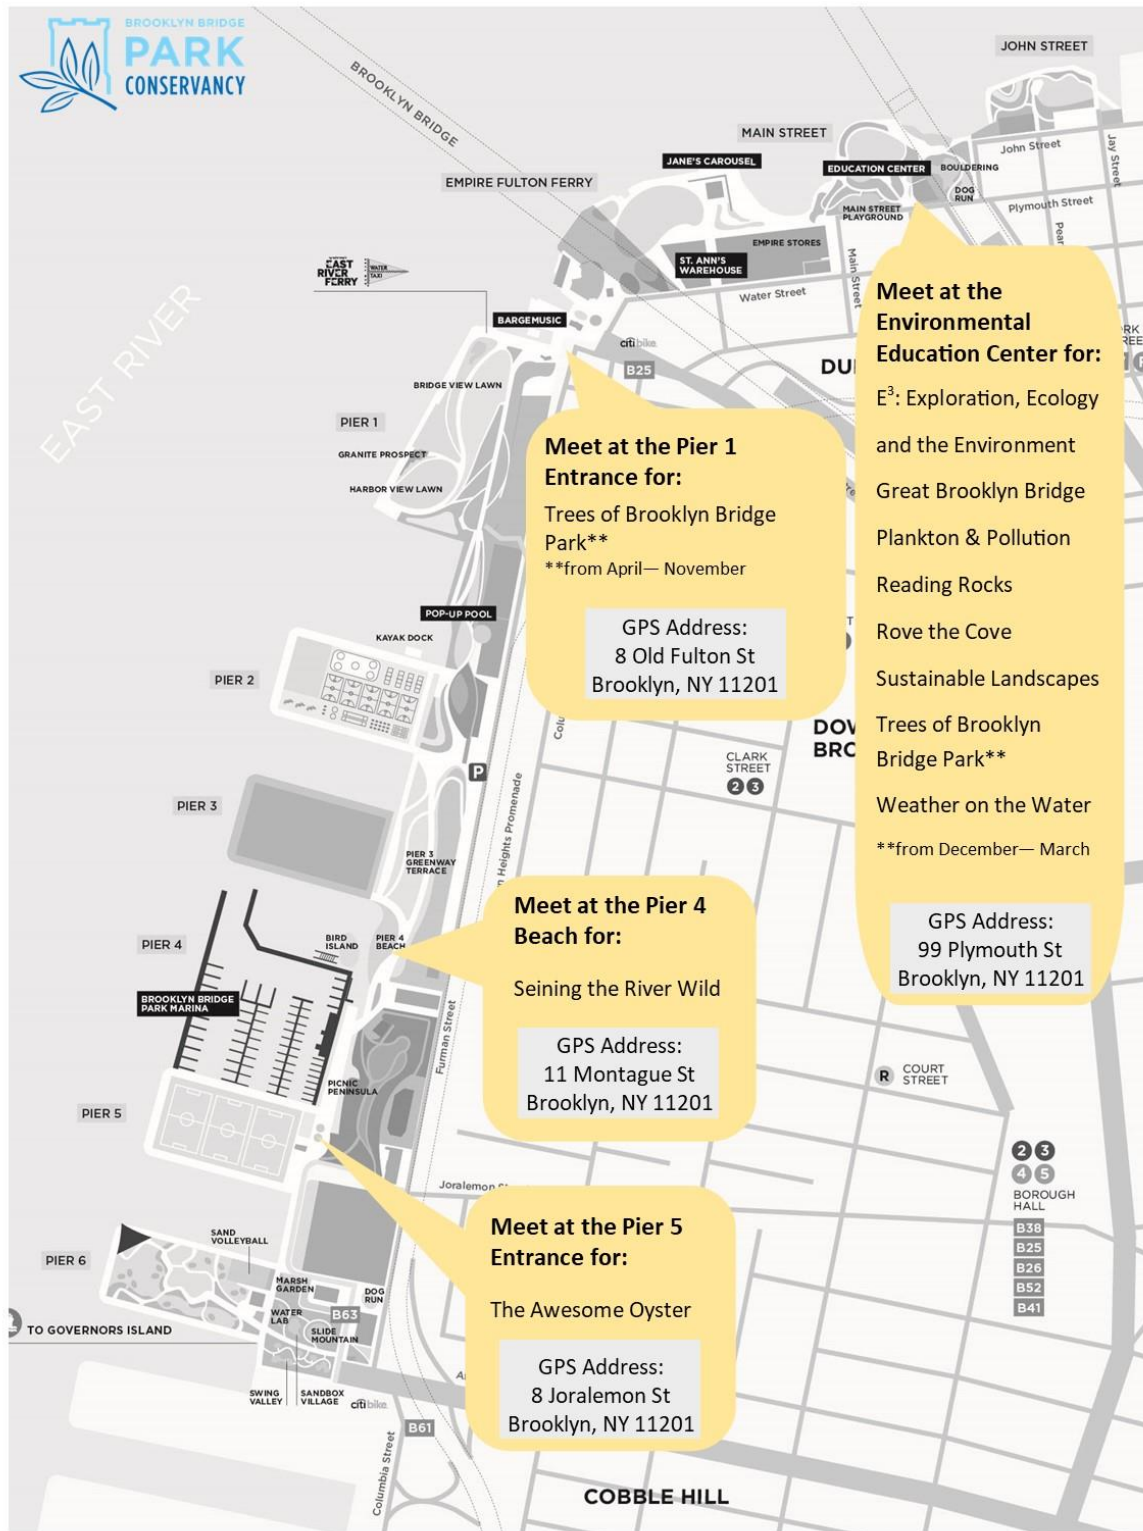 BROOKLYN BRIDGE
PARK
CONSERVANCY
JOHN STREET
BROOKLYN BRIDGE
MAIN STREET
John Street
Jay Street
JANE'S CAROUSEL
EDUCATION CENTER
BOULDERING
EMPIRE FULTON FERRY
DOG
RUN
Plymouth Street
MAIN STREET
PLAYGROUND
EMPIRE STORES
ST. ANN'S
WAREHOUSE
Main Street
Water Street
EAST
RIVER
FERRY
WATER
TAXI
EAST RIVER
BARGEMUSIC
citibike
B25
BRIDGE VIEW LAWN
PIER 1
GRANITE PROSPECT
HARBOR VIEW LAWN
Meet at the
Environmental
Education Center for:
E³: Exploration, Ecology
and the Environment
Great Brooklyn Bridge
Plankton & Pollution
Reading Rocks
Rove the Cove
Sustainable Landscapes
Trees of Brooklyn
Bridge Park**
Weather on the Water
**from December— March
GPS Address:
99 Plymouth St
Brooklyn, NY 11201
Meet at the Pier 1
Entrance for:
Trees of Brooklyn Bridge
Park**
**from April— November
GPS Address:
8 Old Fulton St
Brooklyn, NY 11201
POP-UP POOL
KAYAK DOCK
PIER 2
P
CLARK
STREET
2 3
PIER 3
PIER 3
GREENWAY
TERRACE
Heights Promenade
PIER 4
BIRD
ISLAND
PIER 4
BEACH
BROOKLYN BRIDGE
PARK MARINA
Meet at the Pier 4
Beach for:
Seining the River Wild
GPS Address:
11 Montague St
Brooklyn, NY 11201
Furman Street
PICNIC
PENINSULA
R
COURT
STREET
PIER 5
2 3
4 5
BOROUGH
HALL
B38
B25
B26
B52
B41
Joralemon
Meet at the Pier 5
Entrance for:
The Awesome Oyster
GPS Address:
8 Joralemon St
Brooklyn, NY 11201
PIER 6
SAND
VOLLEYBALL
MARSH
GARDEN
DOG
RUN
WATER
LAB
B63
SLIDE
MOUNTAIN
TO GOVERNORS ISLAND
SWING
VALLEY
SANDBOX
VILLAGE
citibike
B61
Columbia Street
COBBLE HILL